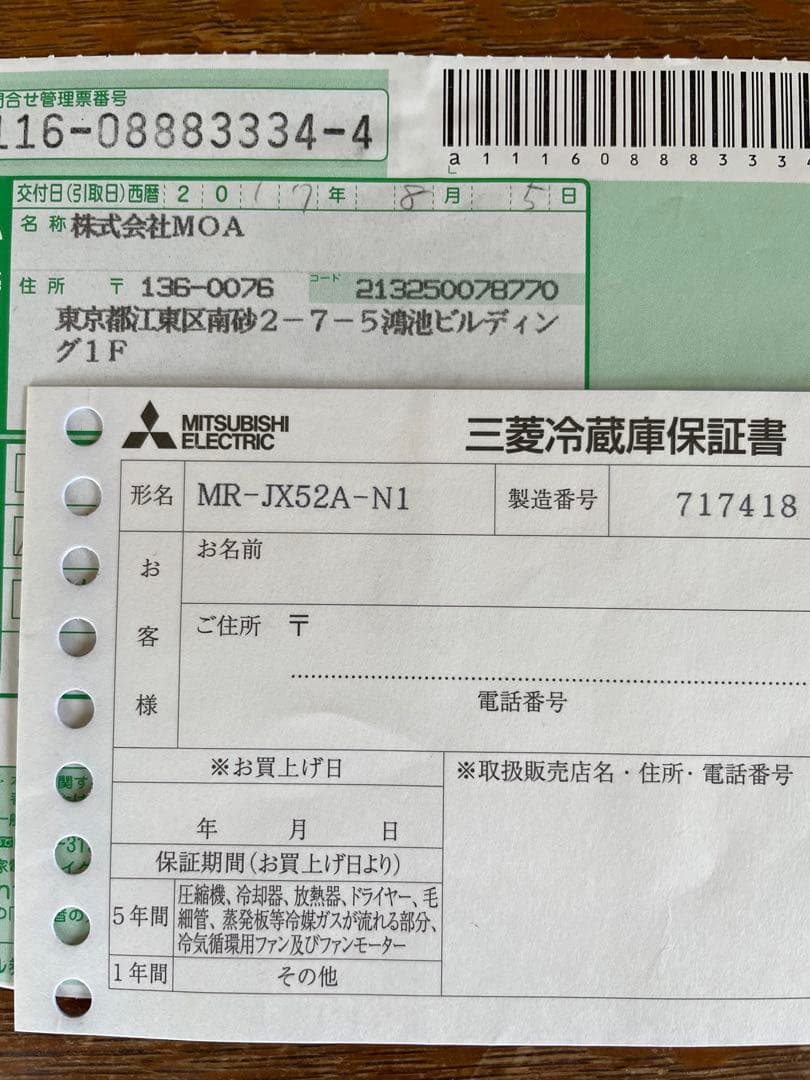 問合せ管理票番号
116-08883334-4
a 1 1 1 6 0 8 8 8 3 3 3 4
交付日(引取日)西暦 2017年 8月 5日
名称 株式会社MOA
住所 〒 136-0076 コード 213250078770
東京都江東区南砂2-7-5鴻池ビルディン
グ1F
MITSUBISHI
ELECTRIC
三菱冷蔵庫保証書
形名 MR-JX52A-N1 製造番号 717418
お客様
お名前
ご住所 〒
電話番号
※お買上げ日
年 月 日
※取扱販売店名・住所・電話番号
保証期間(お買上げ日より)
5年間 圧縮機、冷却器、放熱器、ドライヤー、毛
細管、蒸発板等冷媒ガスが流れる部分、
冷気循環用ファン及びファンモーター
1年間 その他
関す
-31